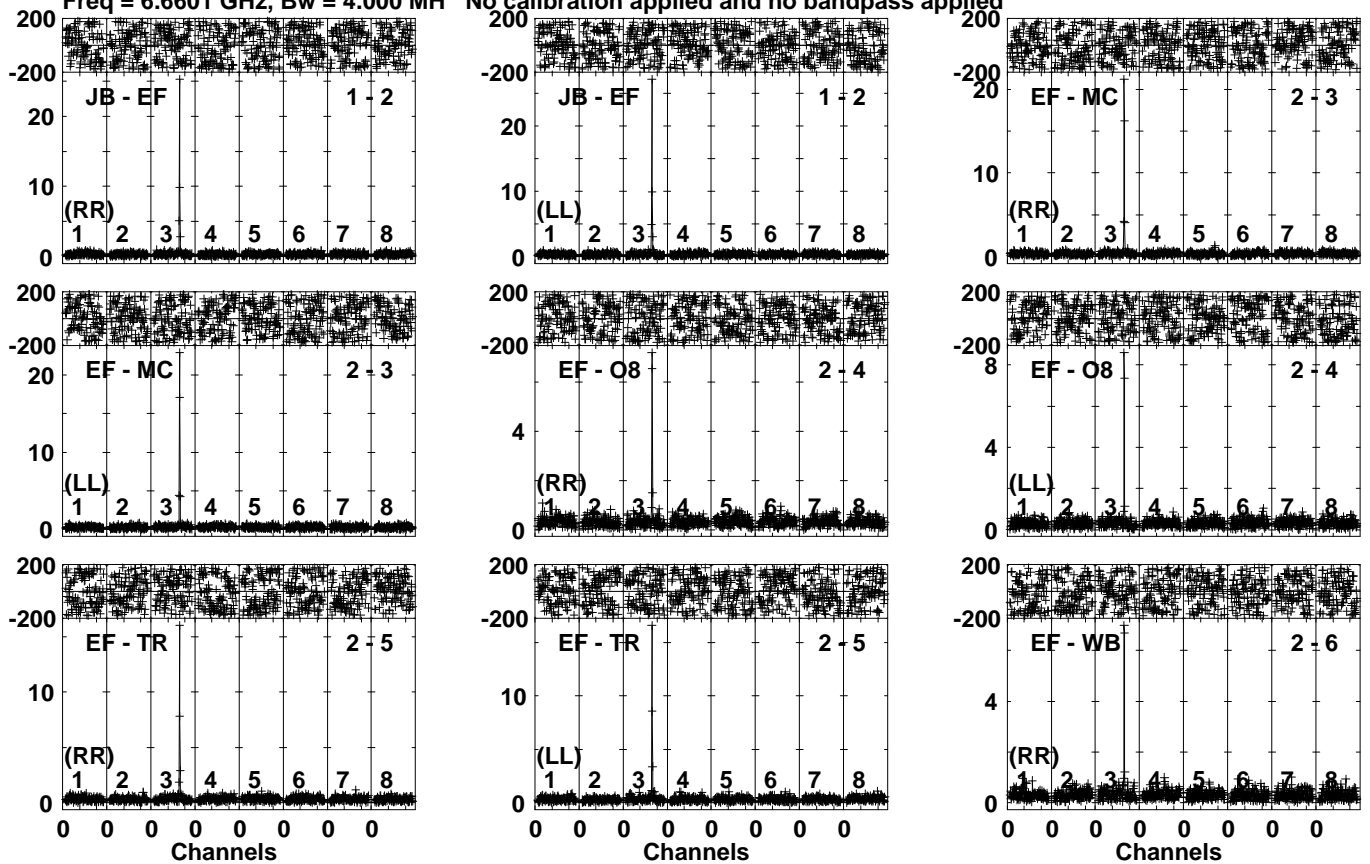 Freq = 6.6601 GHz, Bw = 4.000 MH No calibration applied and no bandpass applied
200
-200
JB - EF 1 - 2
20
10
(RR)
1 2 3 4 5 6 7 8
0
200
-200
JB - EF 1 - 2
20
10
(LL)
1 2 3 4 5 6 7 8
0
200
-200
EF - MC 2 - 3
20
10
(RR)
1 2 3 4 5 6 7 8
0
200
-200
EF - MC 2 - 3
20
10
(LL)
1 2 3 4 5 6 7 8
0
200
-200
EF - O8 2 - 4
4
(RR)
1 2 3 4 5 6 7 8
0
200
-200
EF - O8 2 - 4
8
4
(LL)
1 2 3 4 5 6 7 8
0
200
-200
EF - TR 2 - 5
10
(RR)
1 2 3 4 5 6 7 8
0
0 0 0 0 0 0 0 0
Channels
200
-200
EF - TR 2 - 5
10
(LL)
1 2 3 4 5 6 7 8
0
0 0 0 0 0 0 0 0
Channels
200
-200
EF - WB 2 - 6
4
(RR)
1 2 3 4 5 6 7 8
0
0 0 0 0 0 0 0 0
Channels